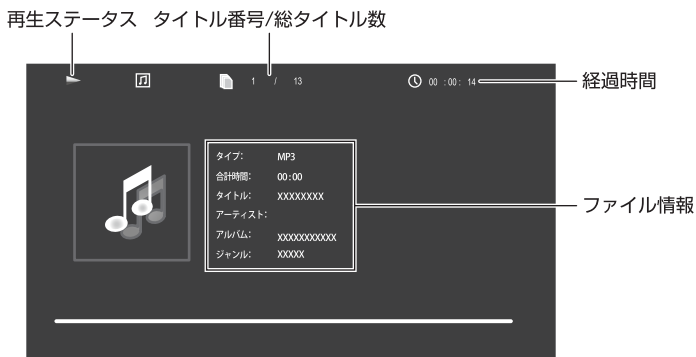 再生ステータス タイトル番号/総タイトル数
1 / 13 00 : 00 : 14 経過時間
タイプ: MP3
合計時間: 00:00
タイトル: XXXXXXXX
アーティスト:
アルバム: XXXXXXXXXXX
ジャンル: XXXXX
ファイル情報